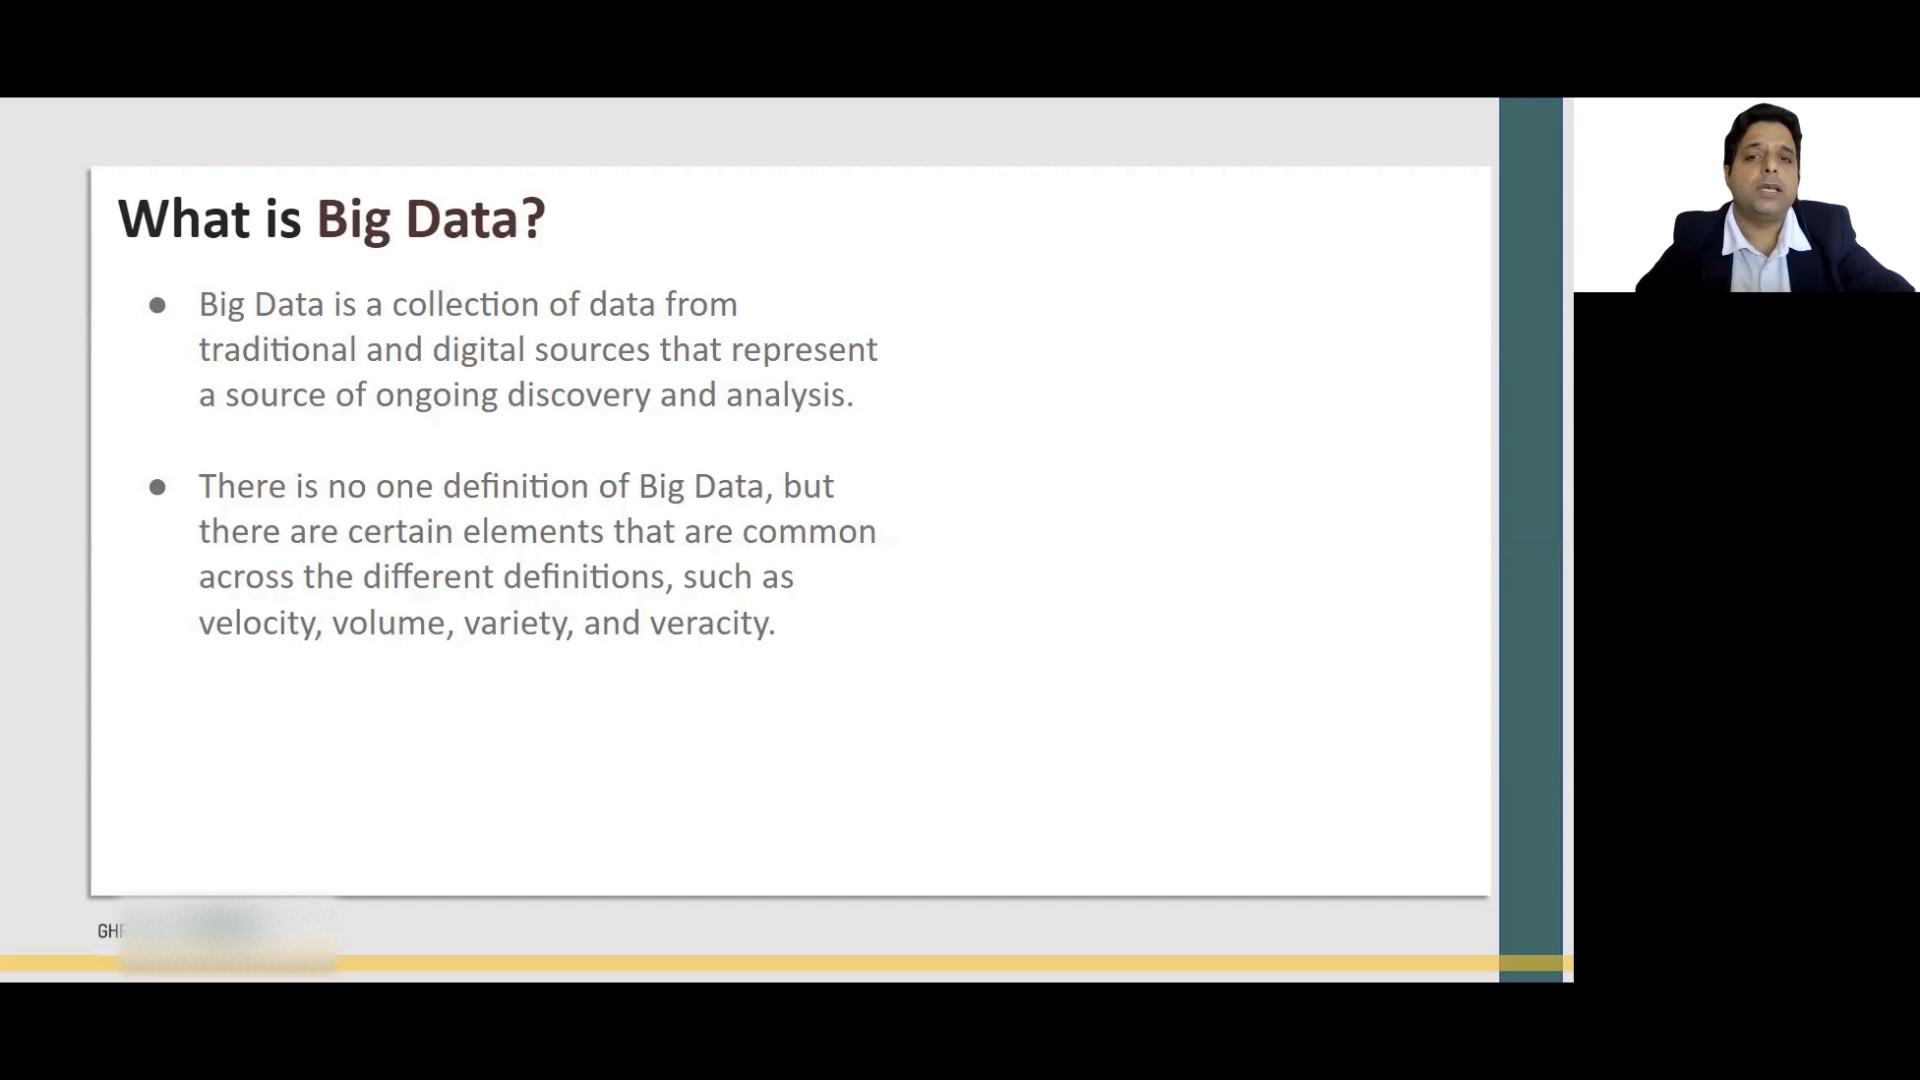 What is Big Data?
● Big Data is a collection of data from
traditional and digital sources that represent
a source of ongoing discovery and analysis.
● There is no one definition of Big Data, but
there are certain elements that are common
across the different definitions, such as
velocity, volume, variety, and veracity.